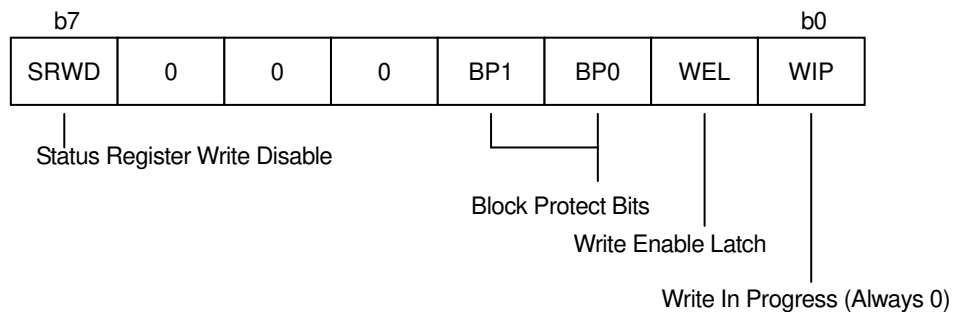 b7 b0
SRWD 0 0 0 BP1 BP0 WEL WIP
Status Register Write Disable
Block Protect Bits
Write Enable Latch
Write In Progress (Always 0)